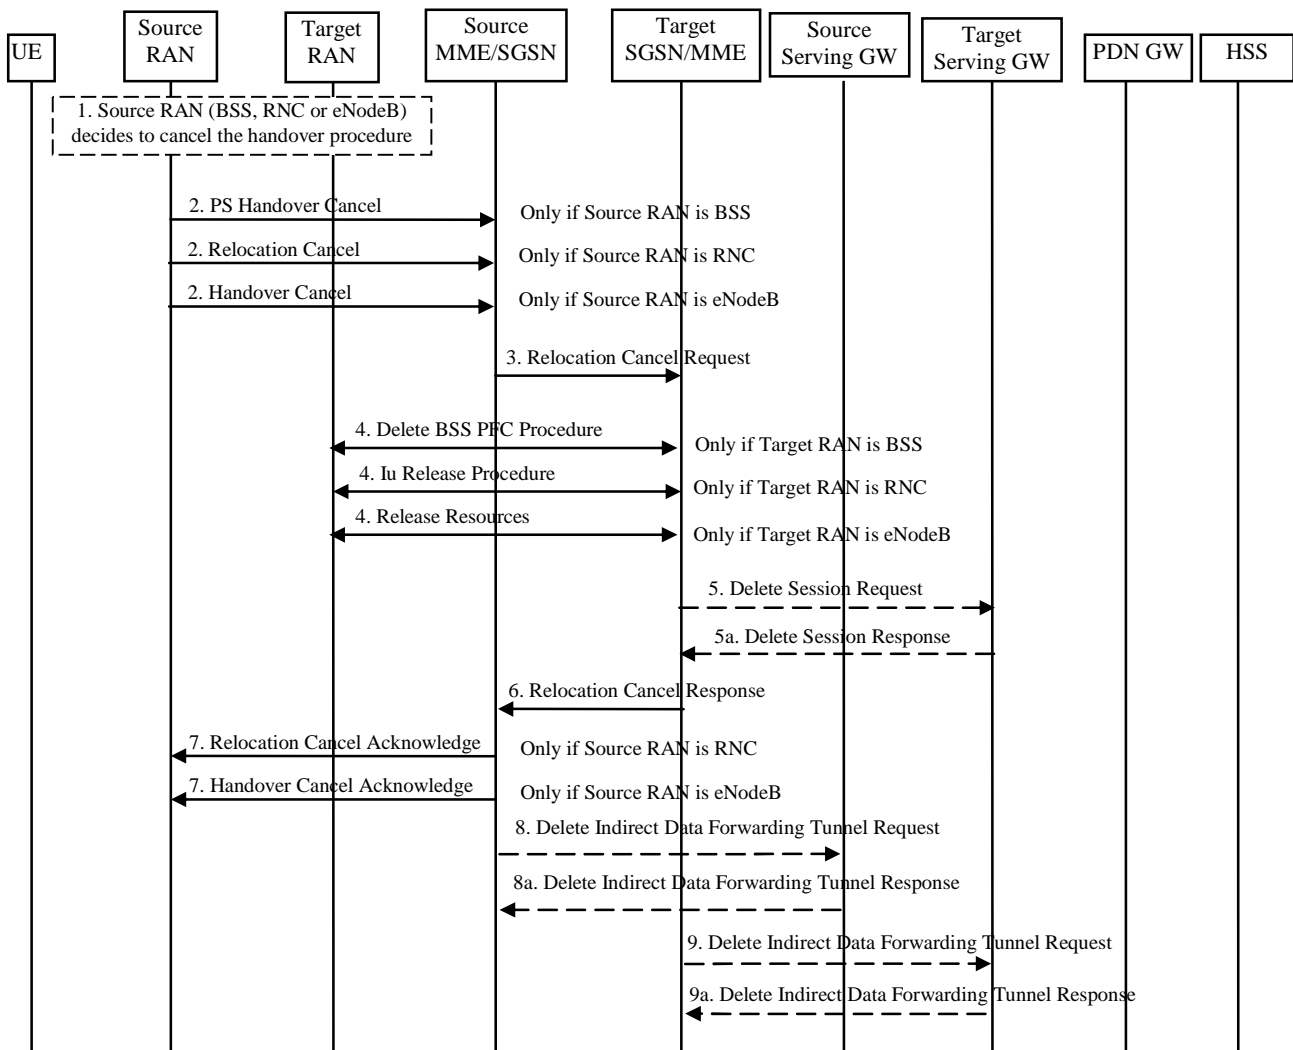 UE
Source
RAN
Target
RAN
Source
MME/SGSN
Target
SGSN/MME
Source
Serving GW
Target
Serving GW
PDN GW
HSS
1. Source RAN (BSS, RNC or eNodeB)
decides to cancel the handover procedure
2. PS Handover Cancel
Only if Source RAN is BSS
2. Relocation Cancel
Only if Source RAN is RNC
2. Handover Cancel
Only if Source RAN is eNodeB
3. Relocation Cancel Request
4. Delete BSS PFC Procedure
Only if Target RAN is BSS
4. Iu Release Procedure
Only if Target RAN is RNC
4. Release Resources
Only if Target RAN is eNodeB
5. Delete Session Request
5a. Delete Session Response
6. Relocation Cancel Response
7. Relocation Cancel Acknowledge
Only if Source RAN is RNC
7. Handover Cancel Acknowledge
Only if Source RAN is eNodeB
8. Delete Indirect Data Forwarding Tunnel Request
8a. Delete Indirect Data Forwarding Tunnel Response
9. Delete Indirect Data Forwarding Tunnel Request
9a. Delete Indirect Data Forwarding Tunnel Response